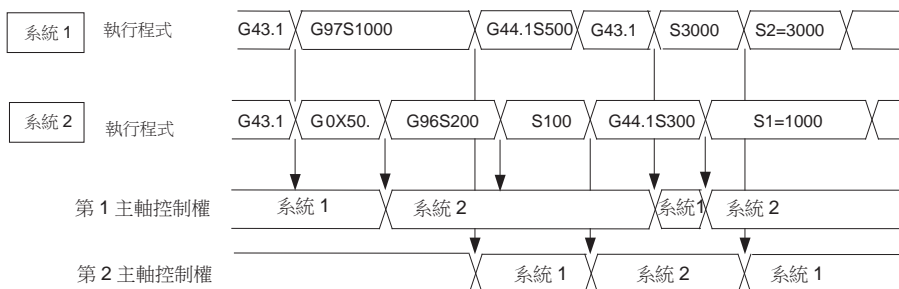 系統 1 執行程式 G43.1 G97S1000 G44.1S500 G43.1 S3000 S2=3000
系統 2 執行程式 G43.1 G0X50. G96S200 S100 G44.1S300 S1=1000
第 1 主軸控制權 系統 1 系統 2 系統1 系統 2
第 2 主軸控制權 系統 1 系統 2 系統 1